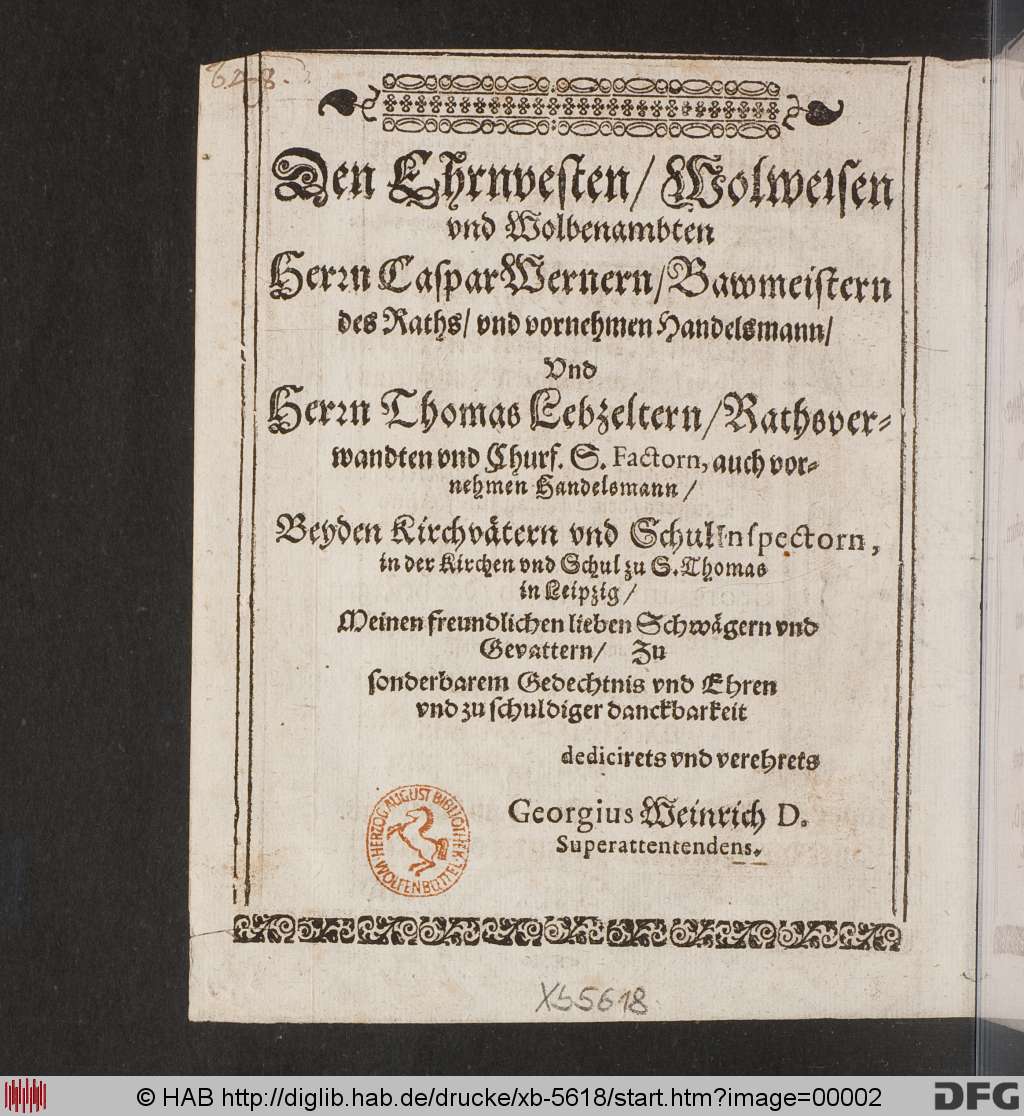 62-8.
Den Ehrnvesten/ Wolweisen
vnd Wolbenambten
Herrn Caspar Wernern/ Bawmeistern
des Raths/ vnd vornehmen Handelsmann/
Vnd
Herrn Thomas Lebzeltern/ Rathsver-
wandten vnd Churf. S. Factorn, auch vor-
nehmen Handelsmann/
Beyden Kirchvätern vnd SchulInspectorn,
in der Kirchen vnd Schul zu S. Thomas
in Leipzig/
Meinen freundlichen lieben Schwägern vnd
Gevattern/ Zu
sonderbarem Gedechtnis vnd Ehren
vnd zu schuldiger danckbarkeit
dedicirets vnd verehrets
Georgius Weinrich D.
Superattentendens.
HERZOG AUGUST BIBLIOTHEK
WOLFENBÜTTEL
Xb5618
© HAB http://diglib.hab.de/drucke/xb-5618/start.htm?image=00002
DFG